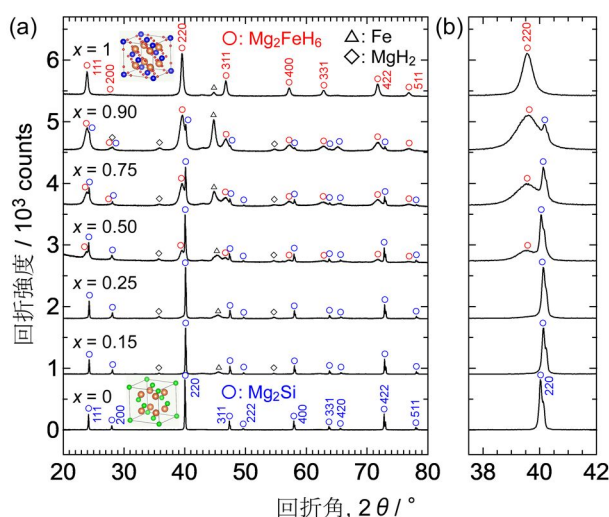 (a)
(b)
6
5
4
3
2
1
0
回折強度 / 10³ counts
x = 1
○: Mg₂FeH₆
△: Fe
◇: MgH₂
111
200
220
311
400
331
422
511
220
x = 0.90
x = 0.75
x = 0.50
x = 0.25
x = 0.15
x = 0
○: Mg₂Si
111
200
220
311
222
400
331
420
422
511
220
20 30 40 50 60 70 80
38 40 42
回折角, 2θ / °